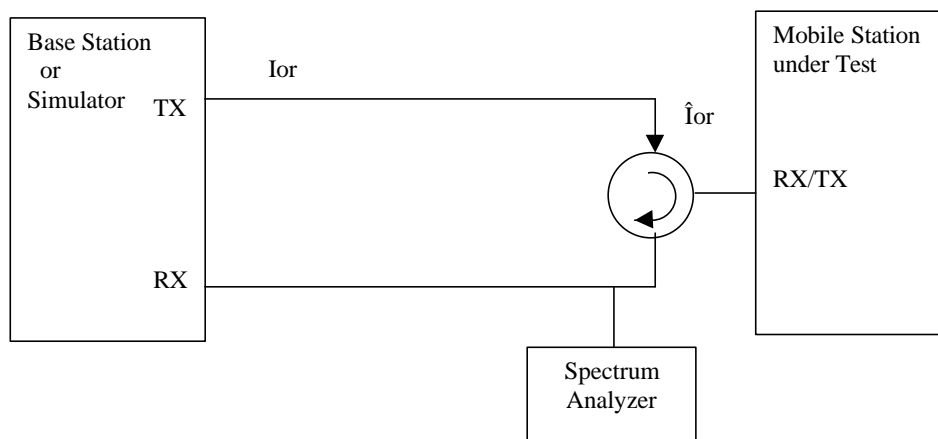 Base Station
or
Simulator
TX
Ior
Îor
Mobile Station
under Test
RX/TX
RX
Spectrum
Analyzer